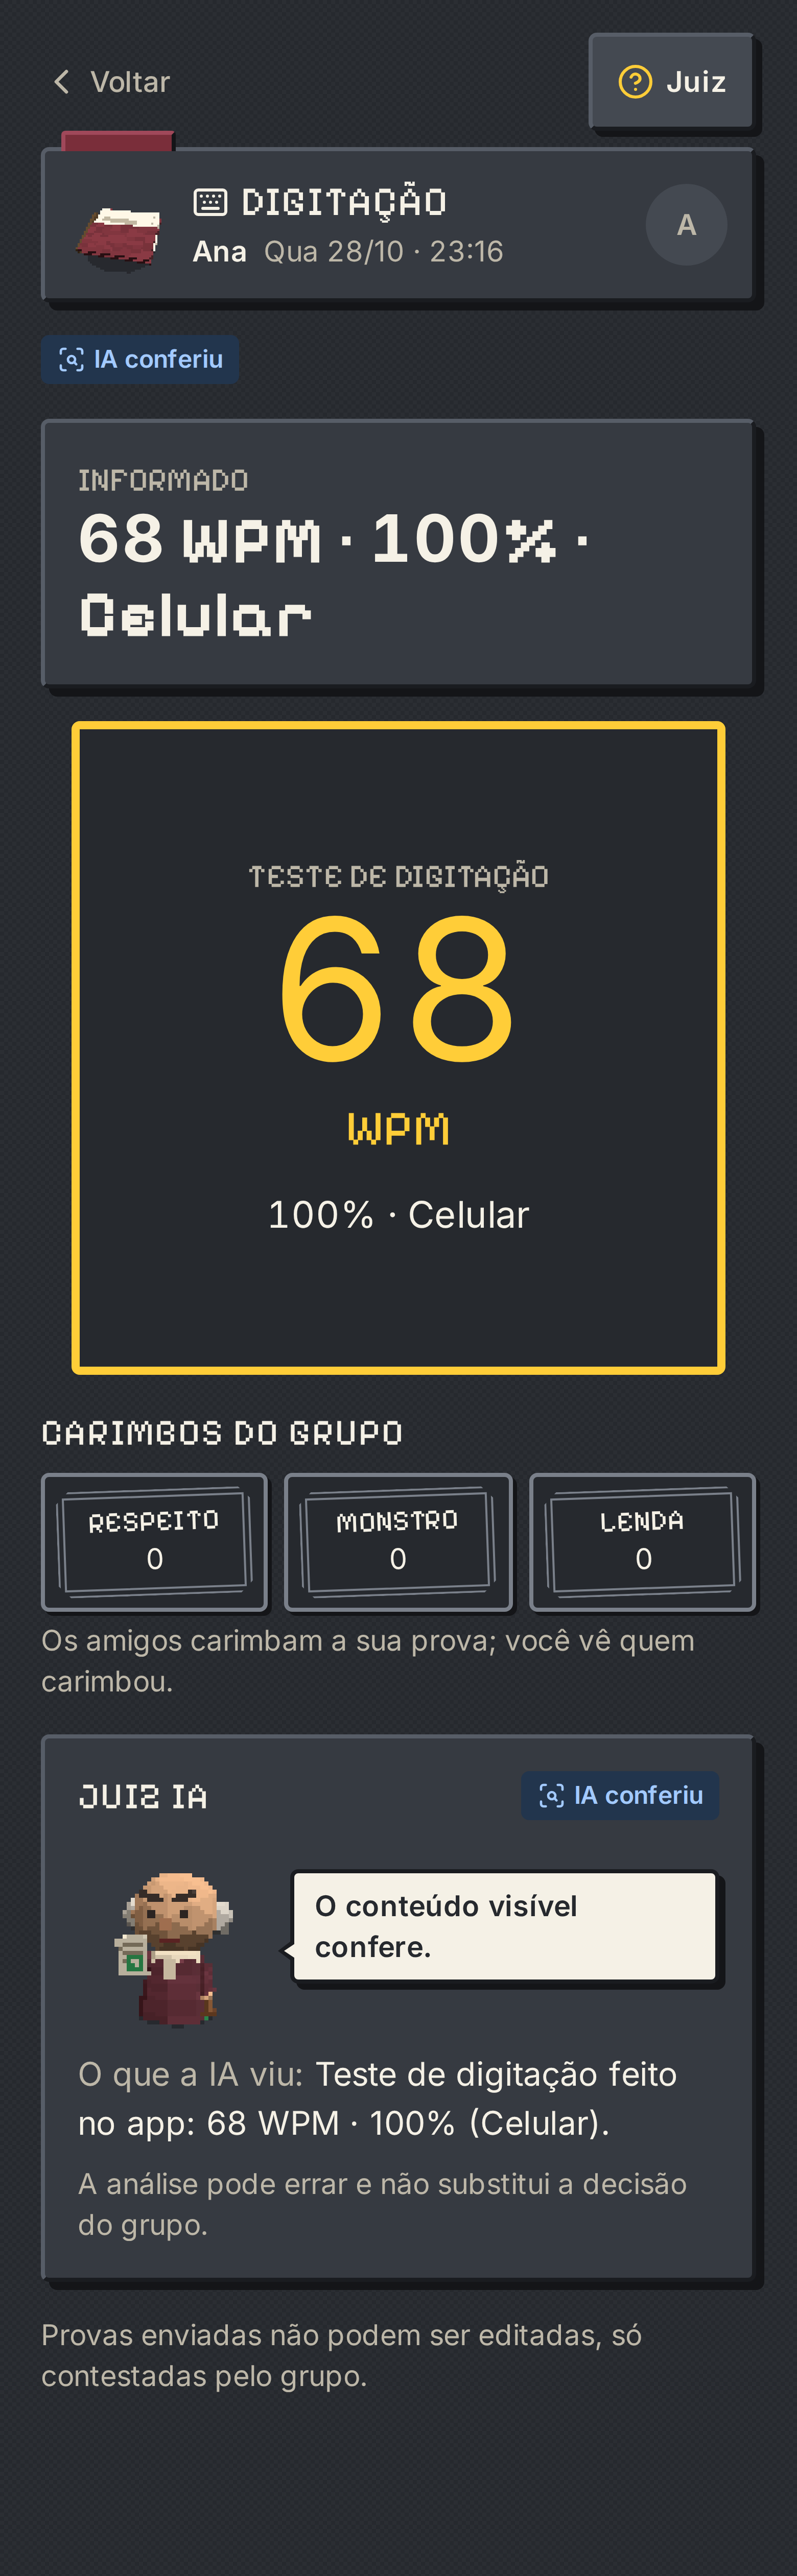 Voltar
Juiz
DIGITAÇÃO
Ana Qua 28/10 · 23:16
A
IA conferiu
INFORMADO
68 WPM · 100% ·
Celular
TESTE DE DIGITAÇÃO
68
WPM
100% · Celular
CARIMBOS DO GRUPO
RESPEITO
0
MONSTRO
0
LENDA
0
Os amigos carimbam a sua prova; você vê quem
carimbou.
JUIZ IA
IA conferiu
O conteúdo visível
confere.
O que a IA viu: Teste de digitação feito
no app: 68 WPM · 100% (Celular).
A análise pode errar e não substitui a decisão
do grupo.
Provas enviadas não podem ser editadas, só
contestadas pelo grupo.